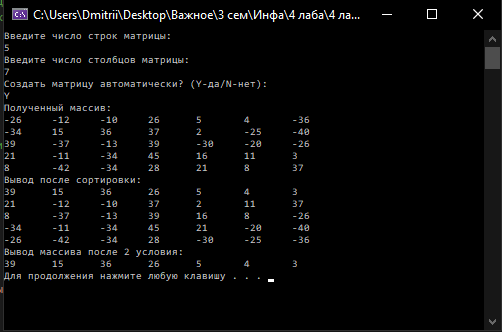 C:\Users\Dmitrii\Desktop\Важное\3 сем\Инфа\4 лаба\4 ла...
Введите число строк матрицы:
5
Введите число столбцов матрицы:
7
Создать матрицу автоматически? (Y-да/N-нет):
Y
Полученный массив:
-26 -12 -10 26 5 4 -36
-34 15 36 37 2 -25 -40
39 -37 -13 39 -30 -20 -26
21 -11 -34 45 16 11 3
8 -42 -34 28 21 8 37
Вывод после сортировки:
39 15 36 26 5 4 3
21 -12 -10 37 2 11 37
8 -37 -13 39 16 8 -26
-34 -11 -34 45 21 -20 -40
-26 -42 -34 28 -30 -25 -36
Вывод массива после 2 условия:
39 15 36 26 5 4 3
Для продолжения нажмите любую клавишу . . .